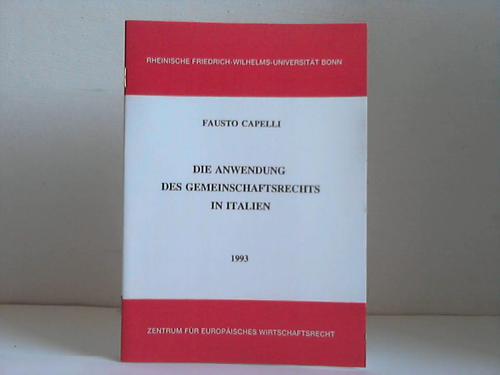 RHEINISCHE FRIEDRICH-WILHELMS-UNIVERSITÄT BONN
FAUSTO CAPELLI
DIE ANWENDUNG
DES GEMEINSCHAFTSRECHTS
IN ITALIEN
1993
ZENTRUM FÜR EUROPÄISCHES WIRTSCHAFTSRECHT